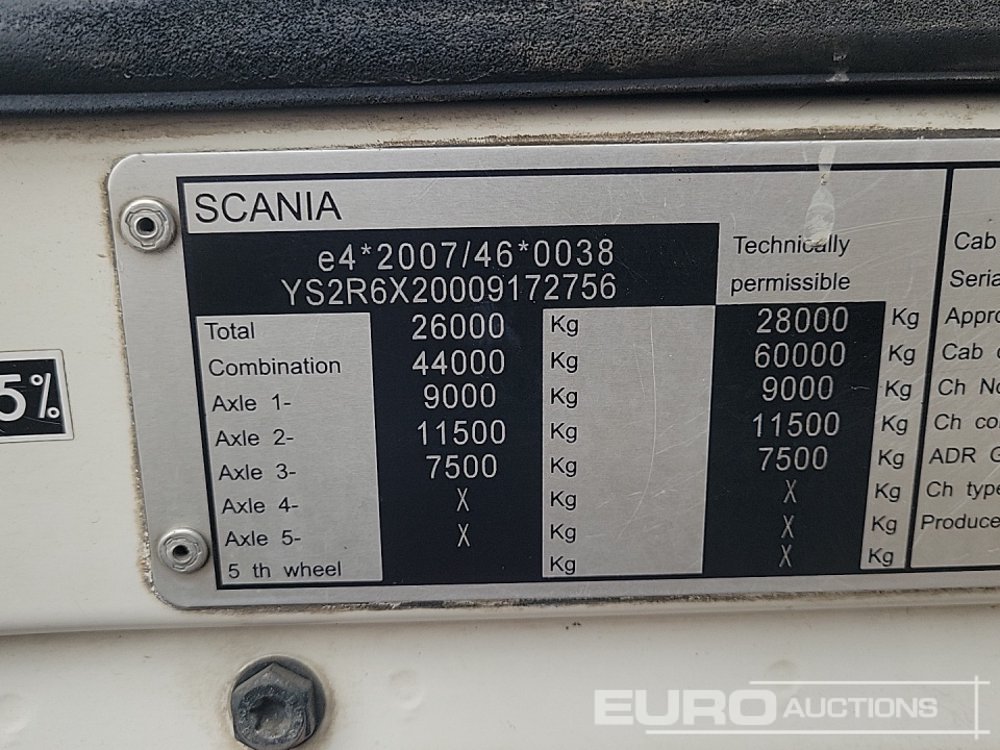 SCANIA
e4*2007/46*0038
YS2R6X20009172756
Technically
permissible
Total 26000 Kg 28000 Kg
Combination 44000 Kg 60000 Kg
Axle 1- 9000 Kg 9000 Kg
Axle 2- 11500 Kg 11500 Kg
Axle 3- 7500 Kg 7500 Kg
Axle 4- X Kg X Kg
Axle 5- X Kg X Kg
5 th wheel Kg X Kg
Cab
Seria
Appro
Cab
Ch No
Ch co
ADR G
Ch type
Produce
5%
EURO AUCTIONS